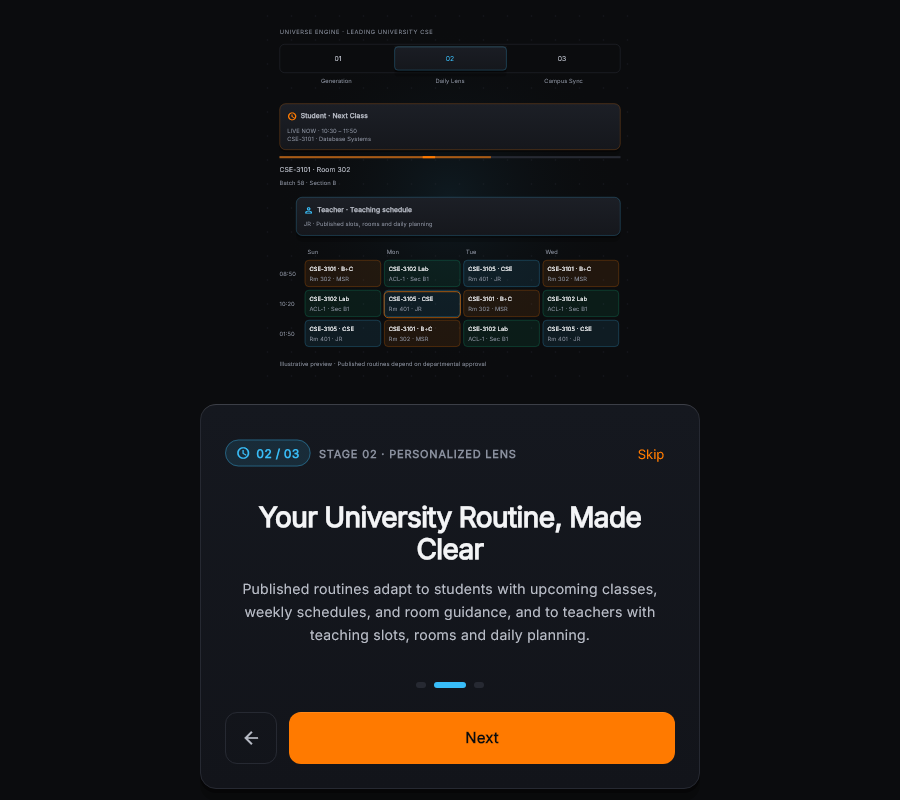 UNIVERSE ENGINE · LEADING UNIVERSITY CSE
01 02 03
Generation Daily Lens Campus Sync
Student · Next Class
LIVE NOW · 10:30 – 11:50
CSE-3101 · Database Systems
CSE-3101 · Room 302
Batch 58 · Section B
Teacher · Teaching schedule
JR · Published slots, rooms and daily planning
Sun Mon Tue Wed
08:50
CSE-3101 · B+C CSE-3102 Lab CSE-3105 · CSE CSE-3101 · B+C
Rm 302 · MSR ACL-1 · Sec B1 Rm 401 · JR Rm 302 · MSR
10:20
CSE-3102 Lab CSE-3105 · CSE CSE-3101 · B+C CSE-3102 Lab
ACL-1 · Sec B1 Rm 401 · JR Rm 302 · MSR ACL-1 · Sec B1
01:50
CSE-3105 · CSE CSE-3101 · B+C CSE-3102 Lab CSE-3105 · CSE
Rm 401 · JR Rm 302 · MSR ACL-1 · Sec B1 Rm 401 · JR
Illustrative preview · Published routines depend on departmental approval
02 / 03 STAGE 02 · PERSONALIZED LENS Skip
Your University Routine, Made
Clear
Published routines adapt to students with upcoming classes,
weekly schedules, and room guidance, and to teachers with
teaching slots, rooms and daily planning.
Next